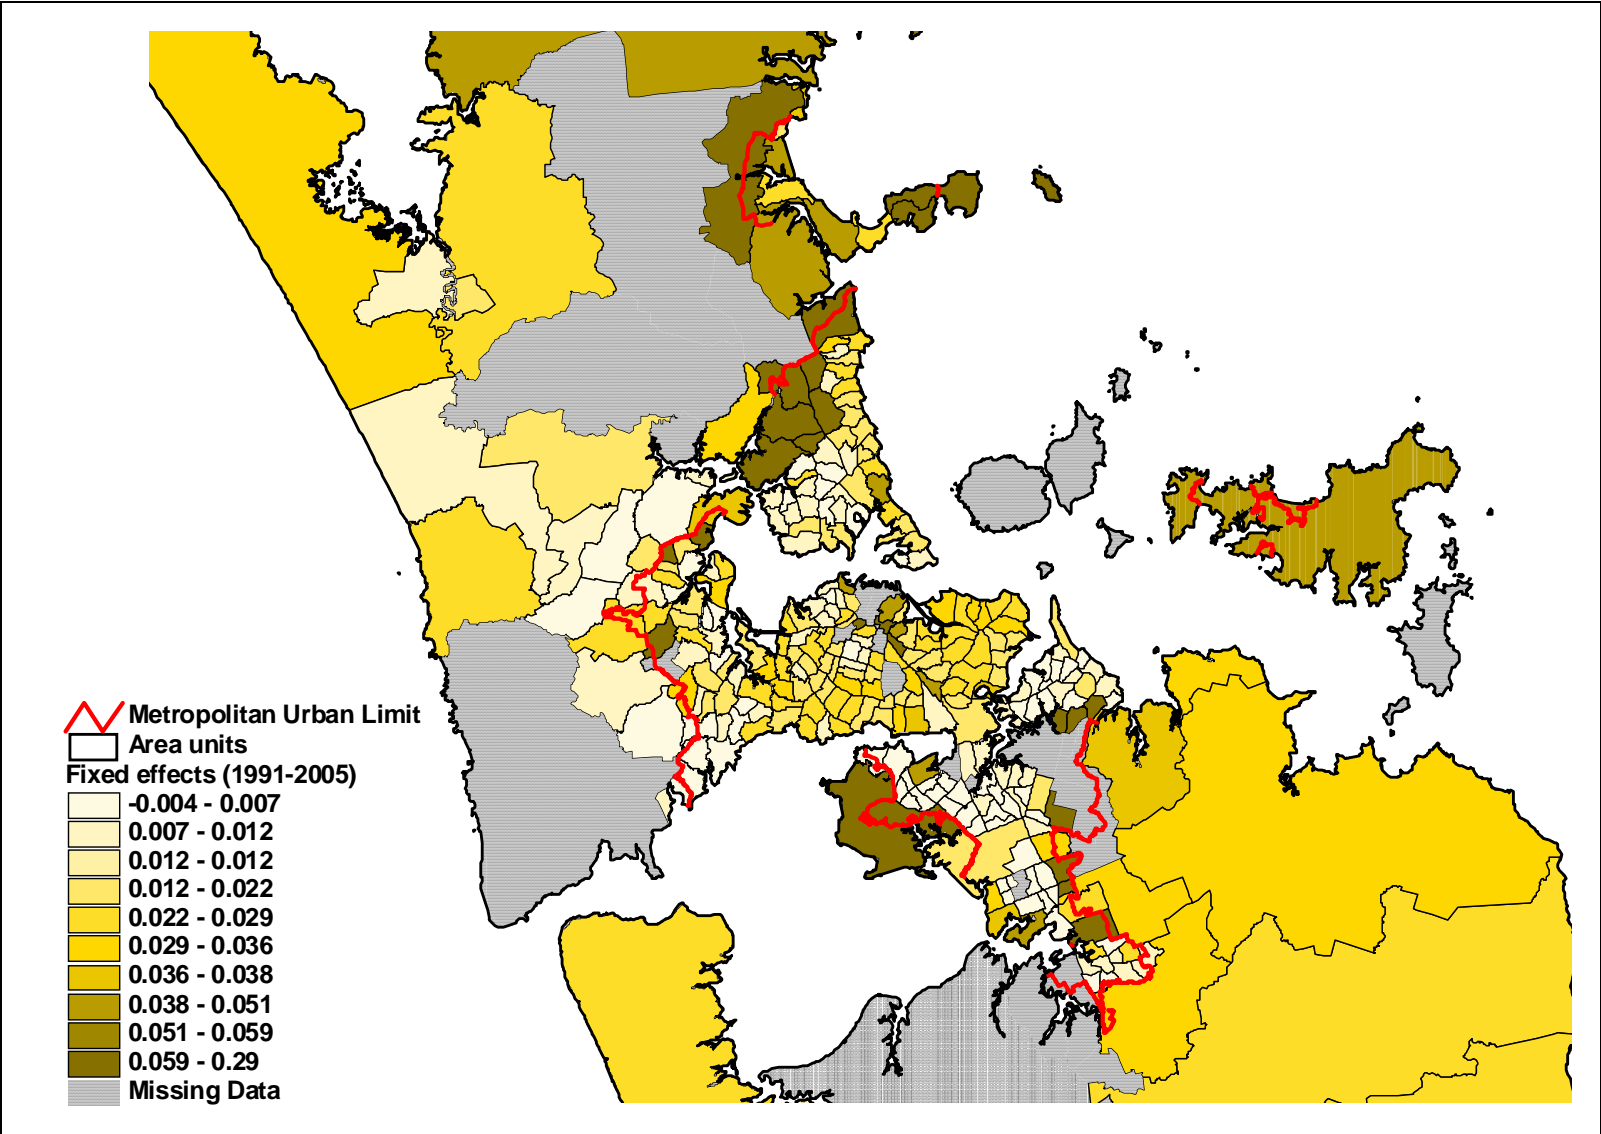 Metropolitan Urban Limit
Area units
Fixed effects (1991-2005)
-0.004 - 0.007
0.007 - 0.012
0.012 - 0.012
0.012 - 0.022
0.022 - 0.029
0.029 - 0.036
0.036 - 0.038
0.038 - 0.051
0.051 - 0.059
0.059 - 0.29
Missing Data